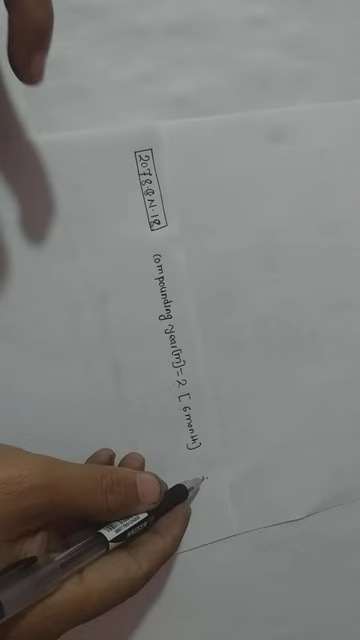 2078 Q.N.18
compounding year[m] = 2 [6 month]